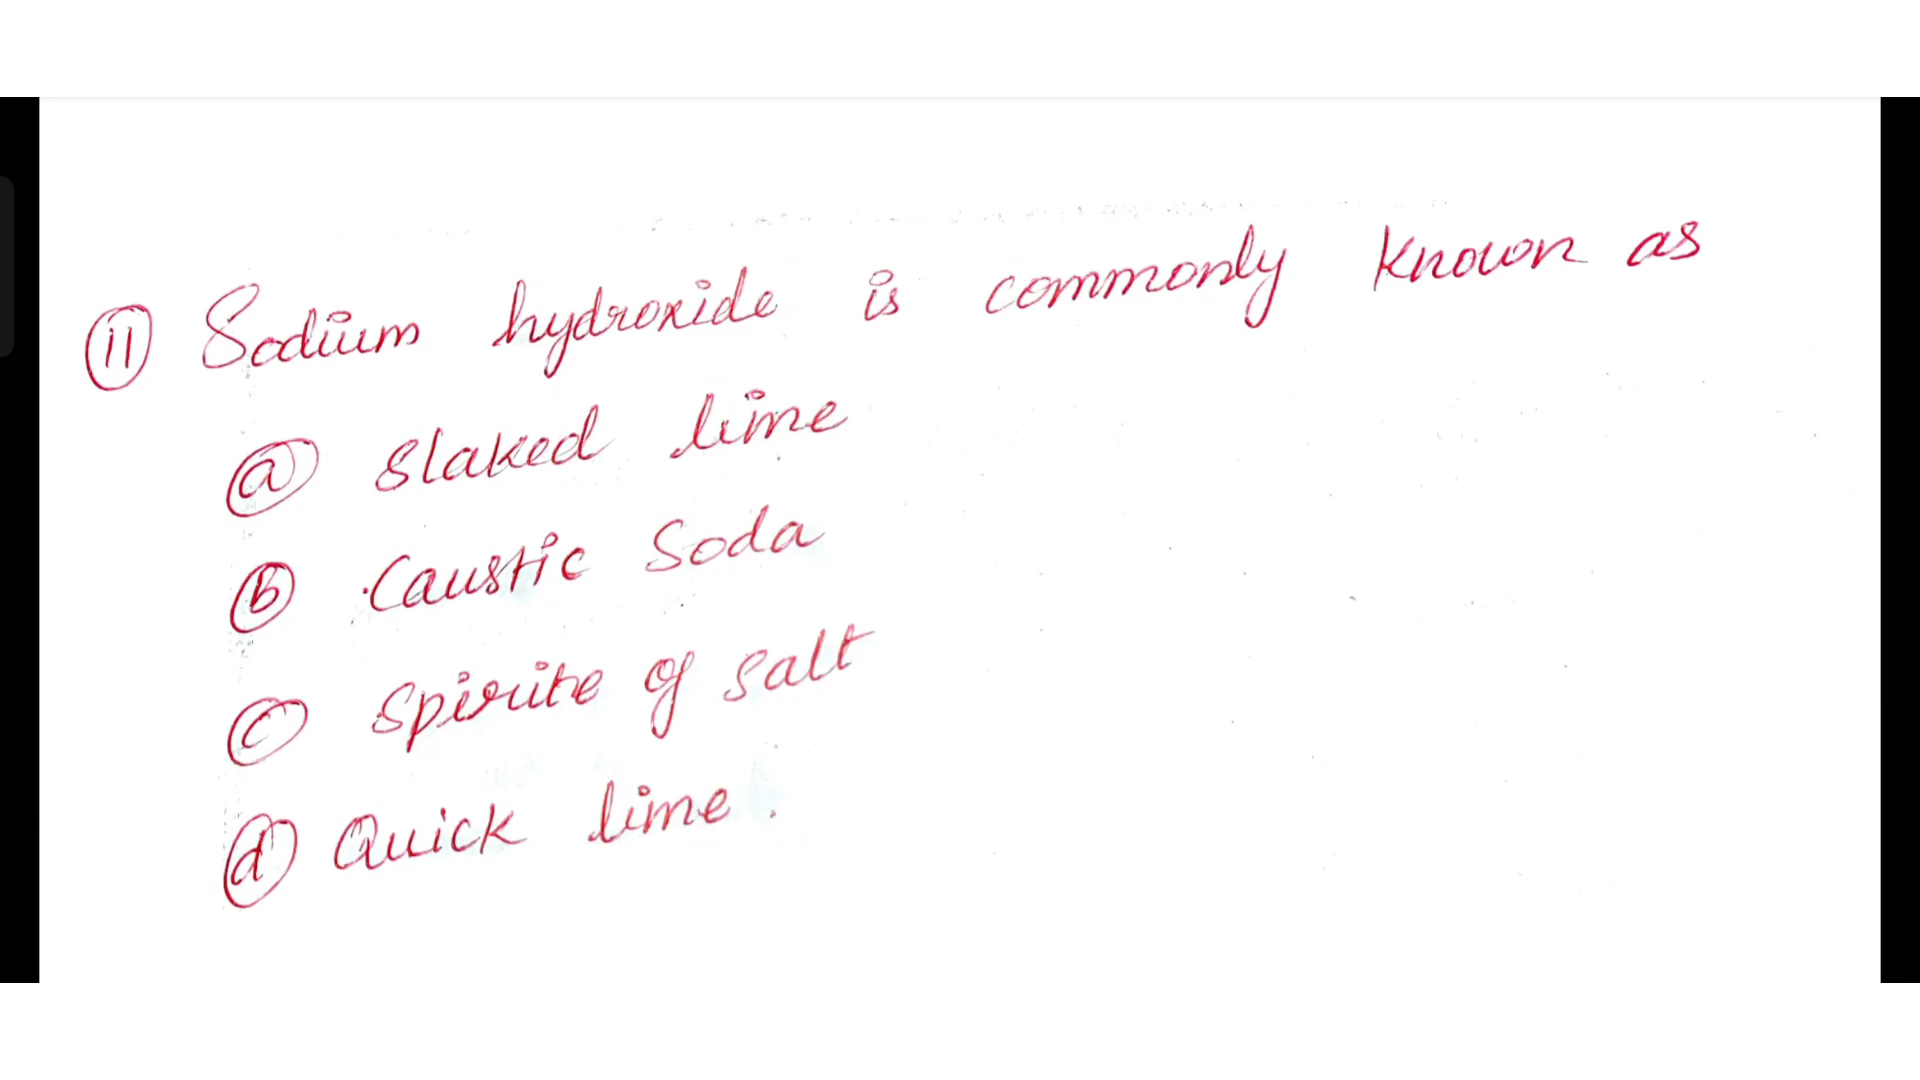 11 Sodium hydroxide is commonly known as
a slaked lime
b Caustic Soda
c spirite of salt
d Quick lime.